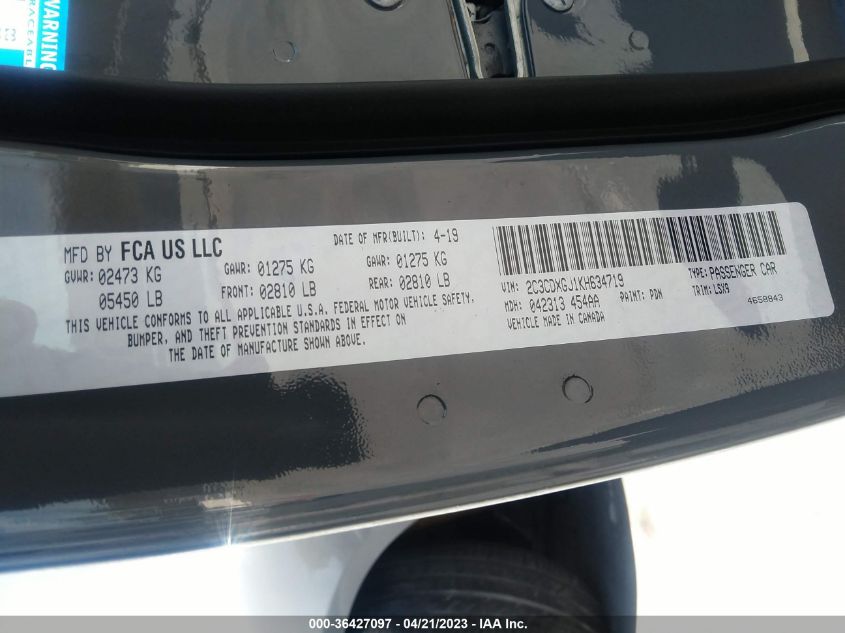 WARNING
MFD BY FCA US LLC
DATE OF MFR(BUILT): 4-19
GVWR: 02473 KG
GAWR: 01275 KG
GAWR: 01275 KG
05450 LB
FRONT: 02810 LB
REAR: 02810 LB
THIS VEHICLE CONFORMS TO ALL APPLICABLE U.S.A. FEDERAL MOTOR VEHICLE SAFETY,
BUMPER, AND THEFT PREVENTION STANDARDS IN EFFECT ON
THE DATE OF MANUFACTURE SHOWN ABOVE.
VIN: 2C3CDXGJ1KH634719
TYPE: PASSENGER CAR
MDH: 042313 454AA
PAINT: PDN
TRIM: LSX9
VEHICLE MADE IN CANADA
4650843
000-36427097 - 04/21/2023 - IAA Inc.